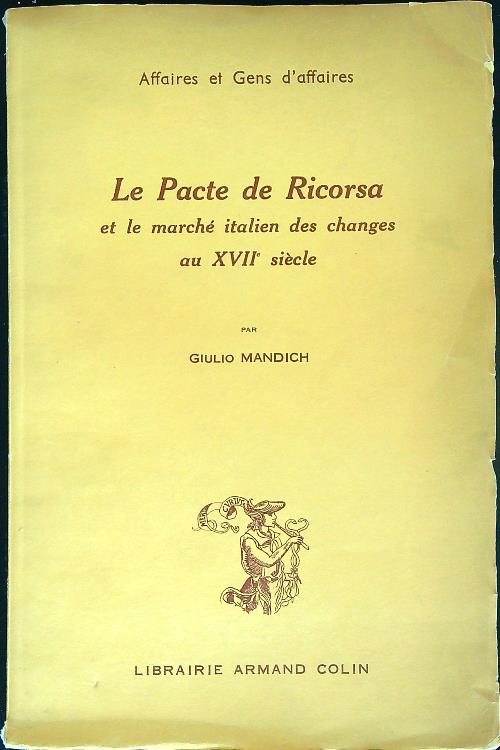 Affaires et Gens d'affaires
Le Pacte de Ricorsa
et le marché italien des changes
au XVIIe siècle
PAR
GIULIO MANDICH
LIBRAIRIE ARMAND COLIN